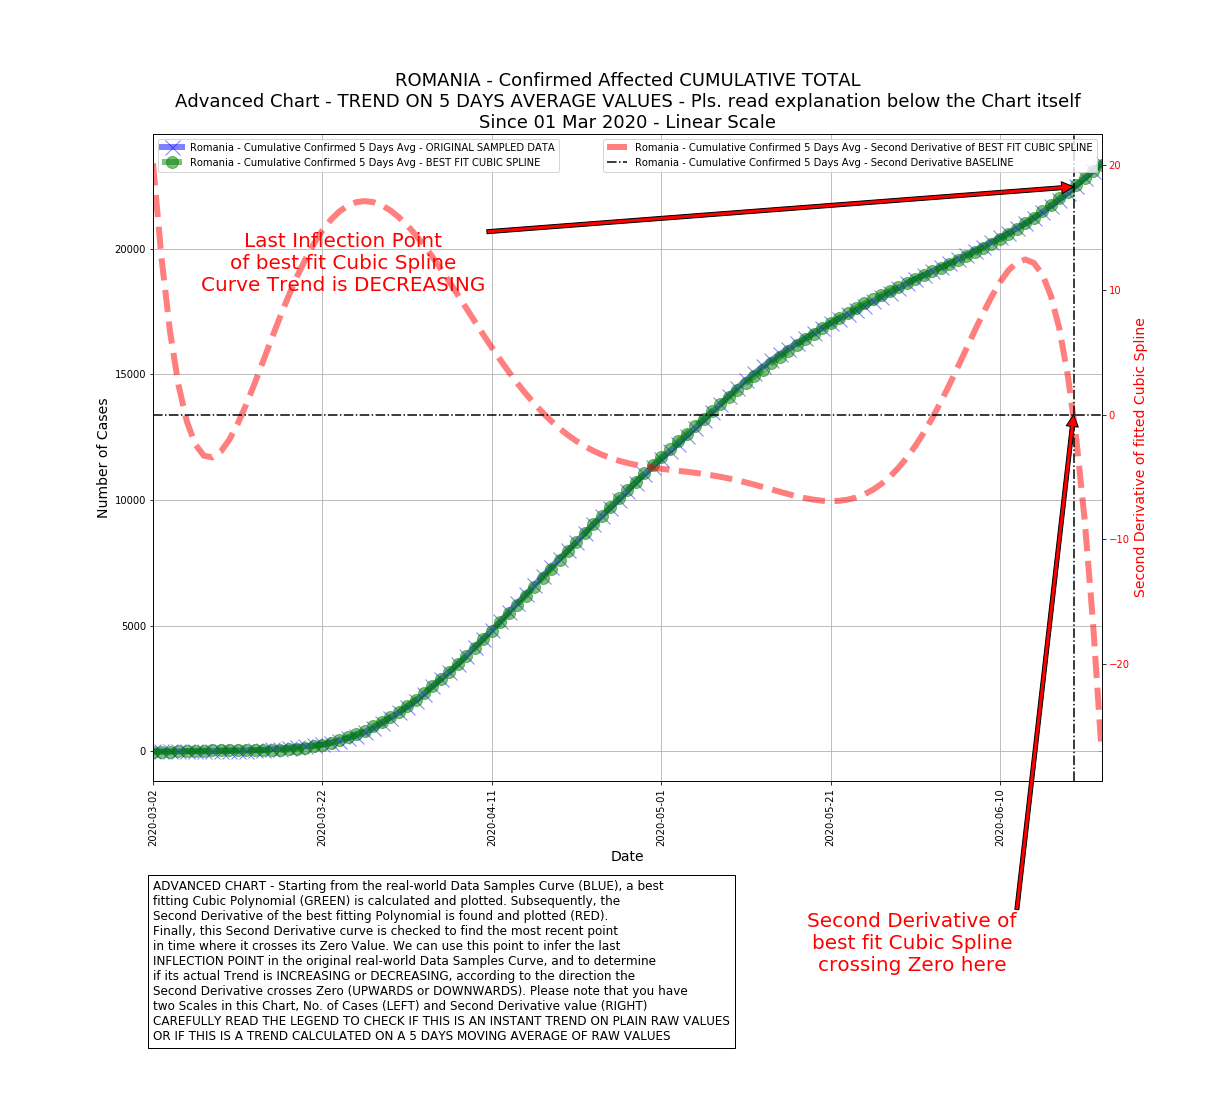 ROMANIA - Confirmed Affected CUMULATIVE TOTAL
Advanced Chart - TREND ON 5 DAYS AVERAGE VALUES - Pls. read explanation below the Chart itself
Since 01 Mar 2020 - Linear Scale
Romania - Cumulative Confirmed 5 Days Avg - ORIGINAL SAMPLED DATA
Romania - Cumulative Confirmed 5 Days Avg - BEST FIT CUBIC SPLINE
Romania - Cumulative Confirmed 5 Days Avg - Second Derivative of BEST FIT CUBIC SPLINE
Romania - Cumulative Confirmed 5 Days Avg - Second Derivative BASELINE
Last Inflection Point
of best fit Cubic Spline
Curve Trend is DECREASING
Number of Cases
20000
15000
10000
5000
0
20
10
0
−10
−20
Second Derivative of fitted Cubic Spline
2020-03-02
2020-03-22
2020-04-11
2020-05-01
2020-05-21
2020-06-10
Date
ADVANCED CHART - Starting from the real-world Data Samples Curve (BLUE), a best
fitting Cubic Polynomial (GREEN) is calculated and plotted. Subsequently, the
Second Derivative of the best fitting Polynomial is found and plotted (RED).
Finally, this Second Derivative curve is checked to find the most recent point
in time where it crosses its Zero Value. We can use this point to infer the last
INFLECTION POINT in the original real-world Data Samples Curve, and to determine
if its actual Trend is INCREASING or DECREASING, according to the direction the
Second Derivative crosses Zero (UPWARDS or DOWNWARDS). Please note that you have
two Scales in this Chart, No. of Cases (LEFT) and Second Derivative value (RIGHT)
CAREFULLY READ THE LEGEND TO CHECK IF THIS IS AN INSTANT TREND ON PLAIN RAW VALUES
OR IF THIS IS A TREND CALCULATED ON A 5 DAYS MOVING AVERAGE OF RAW VALUES
Second Derivative of
best fit Cubic Spline
crossing Zero here